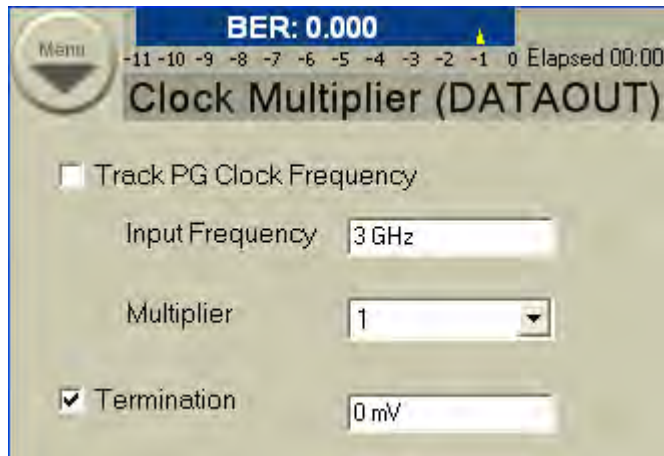 BER: 0.000
Menu
-11 -10 -9 -8 -7 -6 -5 -4 -3 -2 -1 0 Elapsed 00:00
Clock Multiplier (DATAOUT)
Track PG Clock Frequency
Input Frequency 3 GHz
Multiplier 1
Termination 0 mV